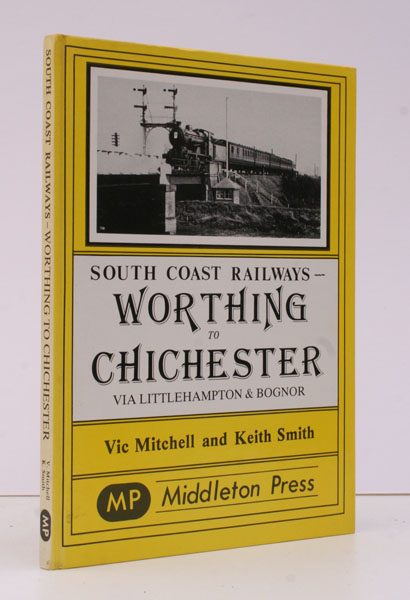 SOUTH COAST RAILWAYS - WORTHING TO CHICHESTER
V. Mitchell
K. Smith
MP
SOUTH COAST RAILWAYS—
WORTHING
TO
CHICHESTER
VIA LITTLEHAMPTON & BOGNOR
Vic Mitchell and Keith Smith
MP Middleton Press